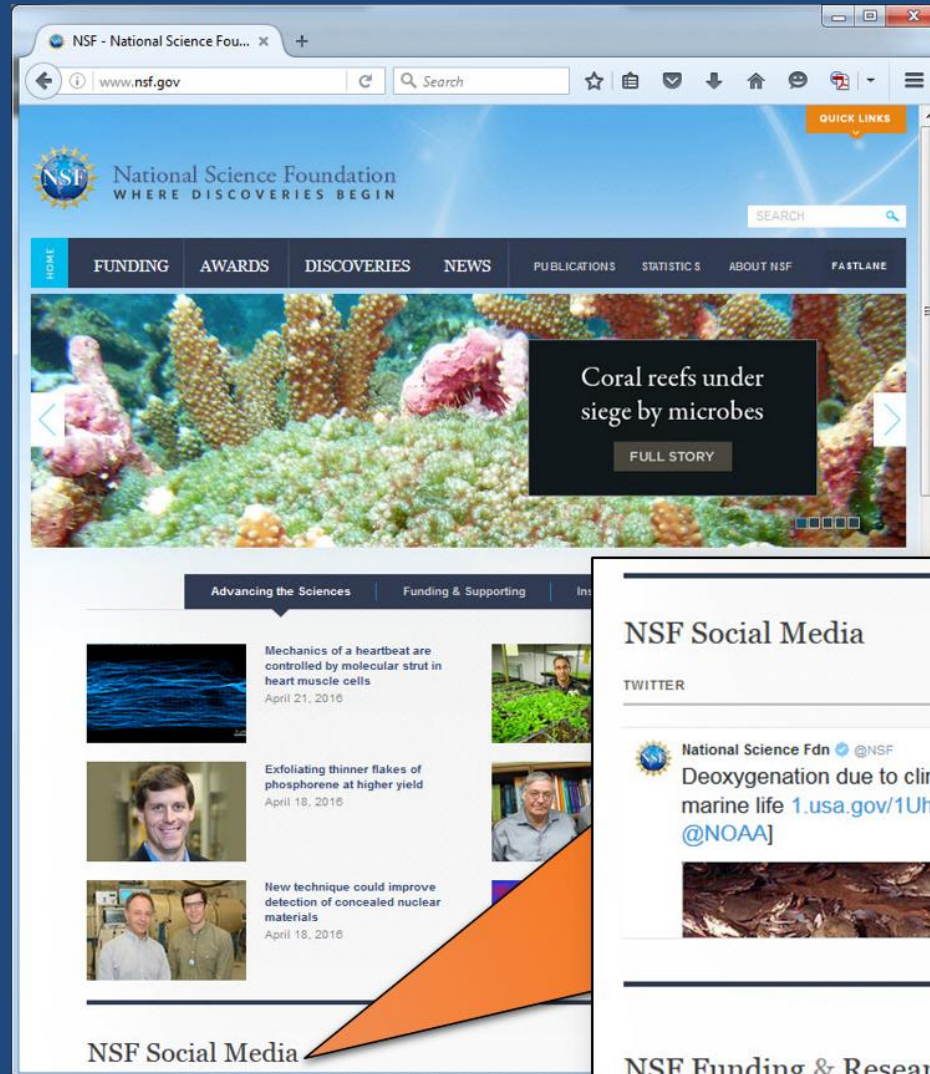 NSF - National Science Fou...
www.nsf.gov
Search
QUICK LINKS
NSF
National Science Foundation
WHERE DISCOVERIES BEGIN
SEARCH
HOME
FUNDING AWARDS DISCOVERIES NEWS PUBLICATIONS STATISTICS ABOUT NSF FASTLANE
Coral reefs under
siege by microbes
FULL STORY
Advancing the Sciences Funding & Supporting
Mechanics of a heartbeat are
controlled by molecular strut in
heart muscle cells
April 21, 2016
Exfoliating thinner flakes of
phosphorene at higher yield
April 18, 2016
New technique could improve
detection of concealed nuclear
materials
April 18, 2016
NSF Social Media
NSF Social Media
TWITTER
National Science Fdn @NSF
Deoxygenation due to
marine life 1.usa.gov/1Uh
@NOAA]
NSF Funding &